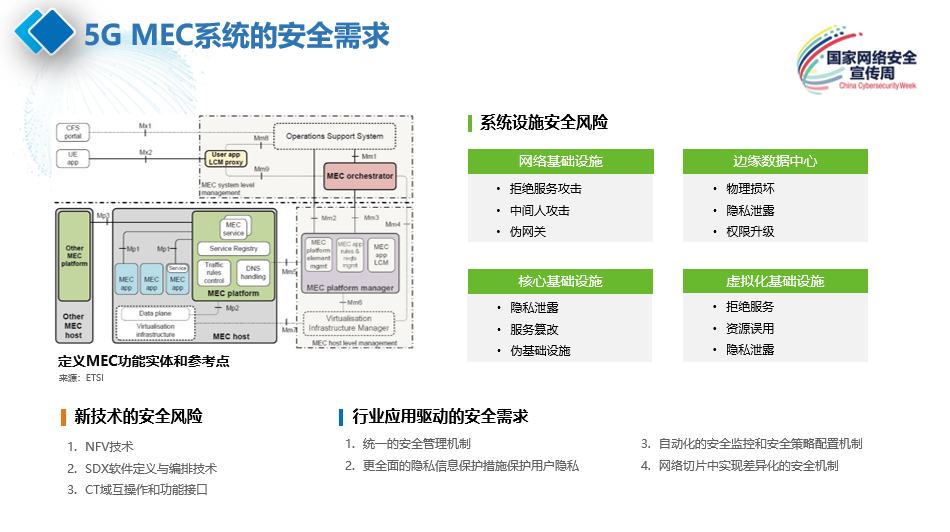 5G MEC系统的安全需求
国家网络安全
宣传周
China Cybersecurity Week
CFS
portal
Mx1
UE
app
Mx2
User app
LCM proxy
Mm8
Mm9
Operations Support System
Mm1
MEC orchestrator
MEC system level
management
Mm2
Mm3
Mm4
Mp3
Other
MEC
platform
Other
MEC
host
Mp1
Mp1
MEC
app
MEC
app
Service
MEC
app
MEC
service
Service Registry
Traffic
rules
control
DNS
handling
MEC platform
Mm5
Mp2
Data plane
Virtualisation
infrastructure
MEC host
MEC
platform
element
mgmt
MEC app
rules &
reqts
mgmt
MEC
app
LCM
MEC platform manager
Mm6
Mm7
Virtualisation
Infrastructure Manager
MEC host level management
定义MEC功能实体和参考点
来源：ETSI
系统设施安全风险
网络基础设施
• 拒绝服务攻击
• 中间人攻击
• 伪网关
边缘数据中心
• 物理损坏
• 隐私泄露
• 权限升级
核心基础设施
• 隐私泄露
• 服务篡改
• 伪基础设施
虚拟化基础设施
• 拒绝服务
• 资源误用
• 隐私泄露
新技术的安全风险
1. NFV技术
2. SDX软件定义与编排技术
3. CT域互操作和功能接口
行业应用驱动的安全需求
1. 统一的安全管理机制
2. 更全面的隐私信息保护措施保护用户隐私
3. 自动化的安全监控和安全策略配置机制
4. 网络切片中实现差异化的安全机制